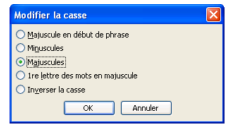 Modifier la casse
Majuscule en début de phrase
Minuscules
Majuscules
1re lettre des mots en majuscule
Inverser la casse
OK Annuler